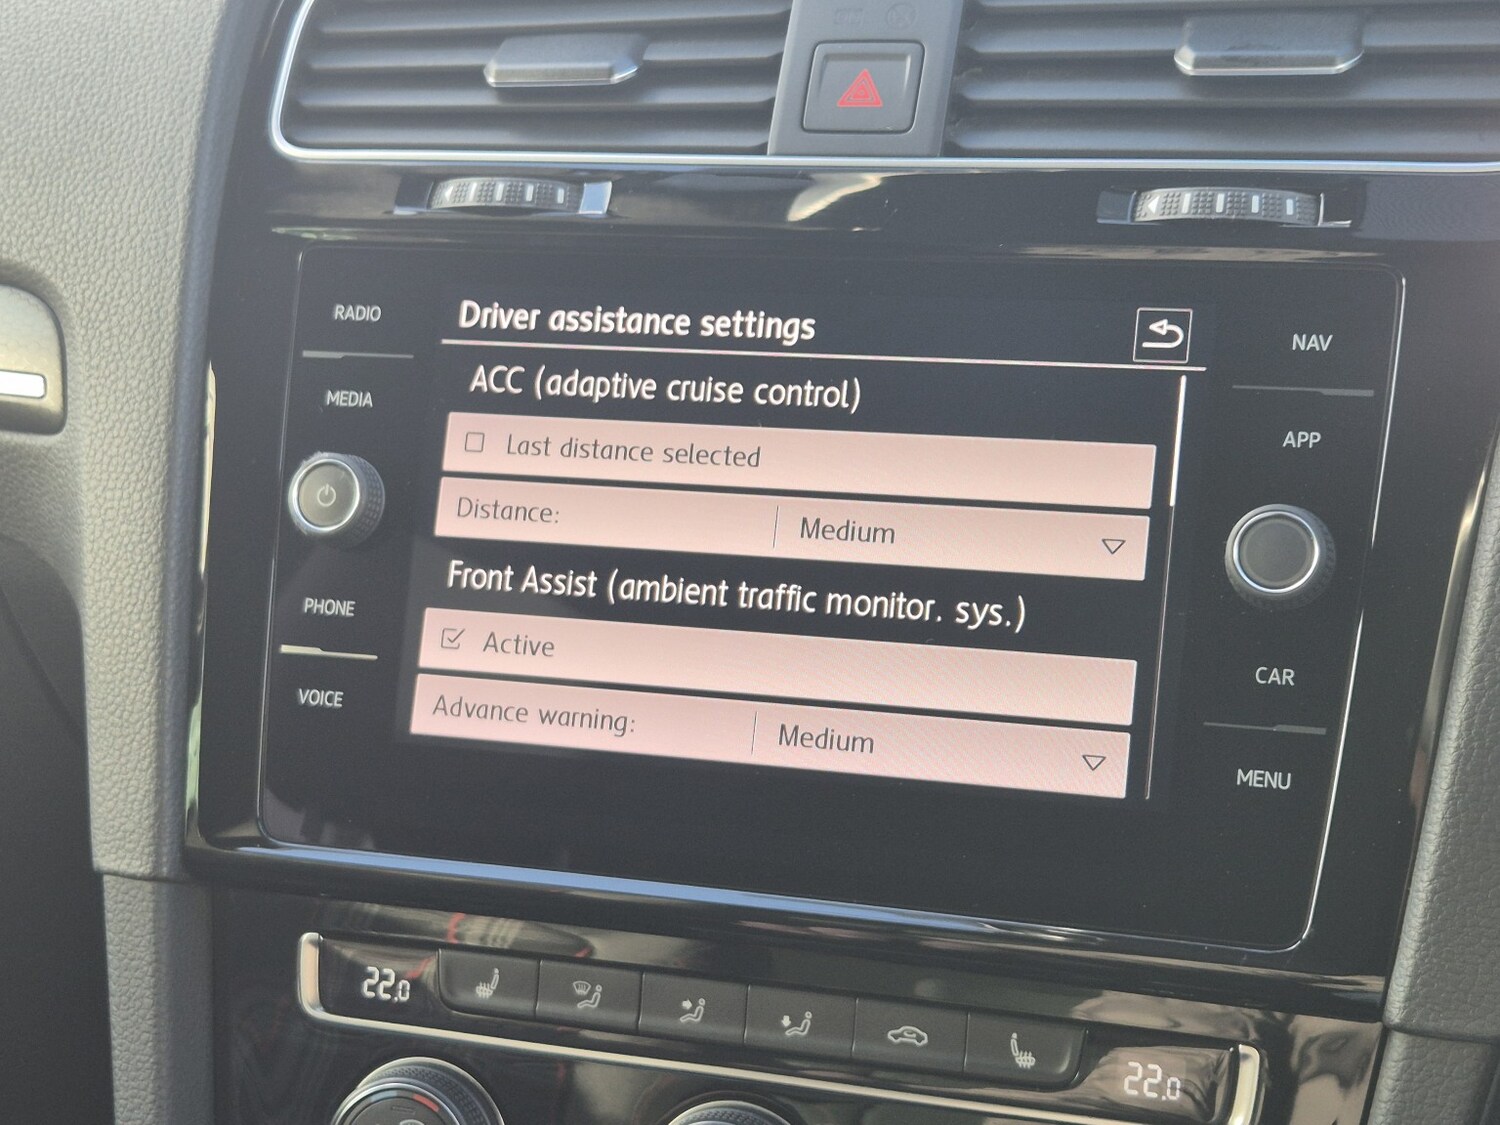 RADIO
MEDIA
PHONE
VOICE
Driver assistance settings
ACC (adaptive cruise control)
Last distance selected
Distance: Medium
Front Assist (ambient traffic monitor. sys.)
Active
Advance warning: Medium
NAV
APP
CAR
MENU
22.0
22.0